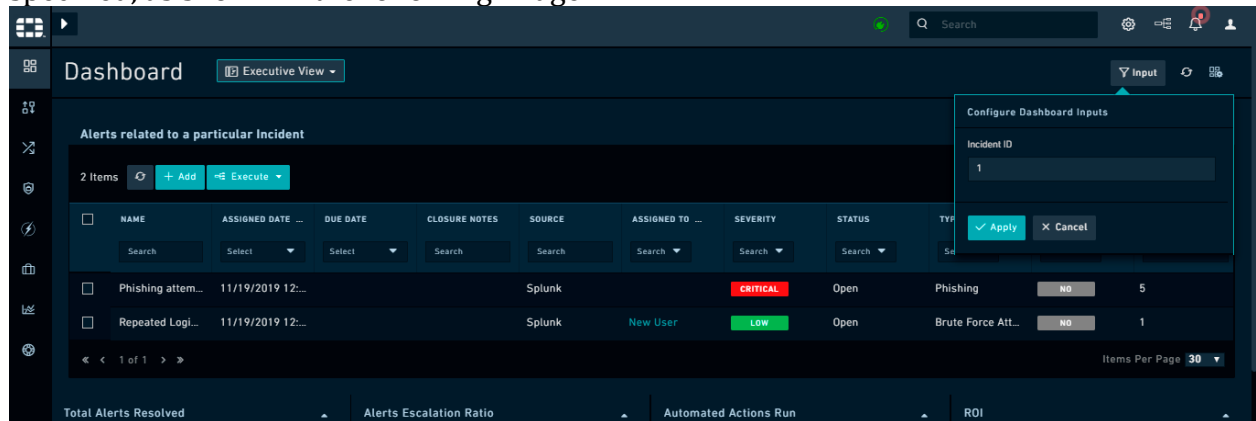 Search
Dashboard
Executive View
Input
Configure Dashboard Inputs
Incident ID
1
Apply
Cancel
Alerts related to a particular Incident
2 Items
+ Add
Execute
NAME ASSIGNED DATE ... DUE DATE CLOSURE NOTES SOURCE ASSIGNED TO ... SEVERITY STATUS TYP
Search Select Select Search Search Search Search Search Se
Phishing attem... 11/19/2019 12:... Splunk CRITICAL Open Phishing NO 5
Repeated Logi... 11/19/2019 12:... Splunk New User LOW Open Brute Force Att... NO 1
1 of 1
Items Per Page 30
Total Alerts Resolved Alerts Escalation Ratio Automated Actions Run ROI